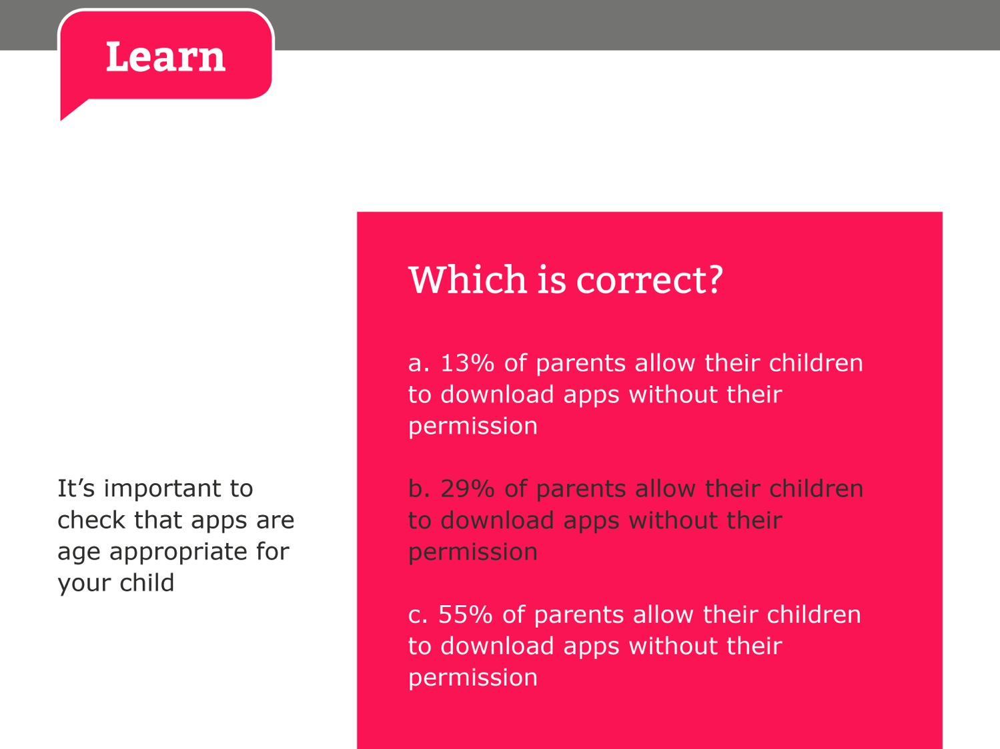 Learn
Which is correct?
a. 13% of parents allow their children
to download apps without their
permission
It’s important to
check that apps are
age appropriate for
your child
b. 29% of parents allow their children
to download apps without their
permission
c. 55% of parents allow their children
to download apps without their
permission